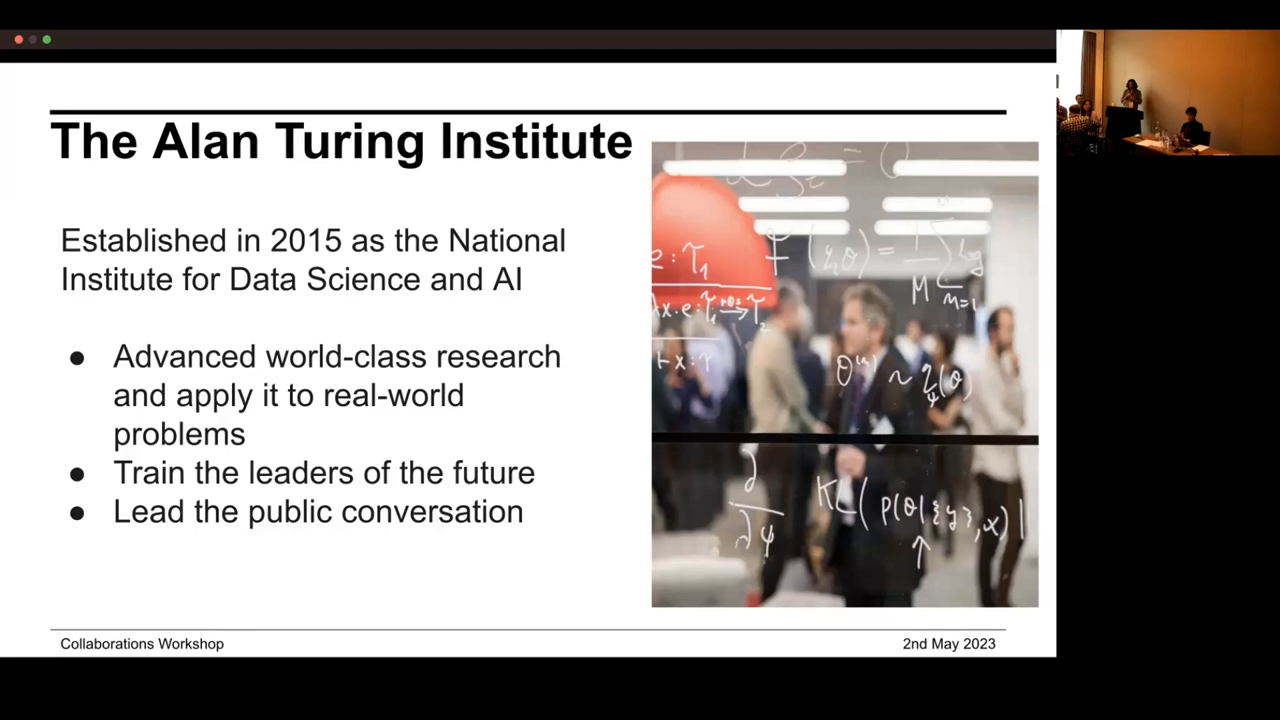 The Alan Turing Institute
Established in 2015 as the National
Institute for Data Science and AI
● Advanced world-class research
and apply it to real-world
problems
● Train the leaders of the future
● Lead the public conversation
M
m=1
∂
∂ψ
KL( p(θ|{y},x) |
↑
Collaborations Workshop
2nd May 2023